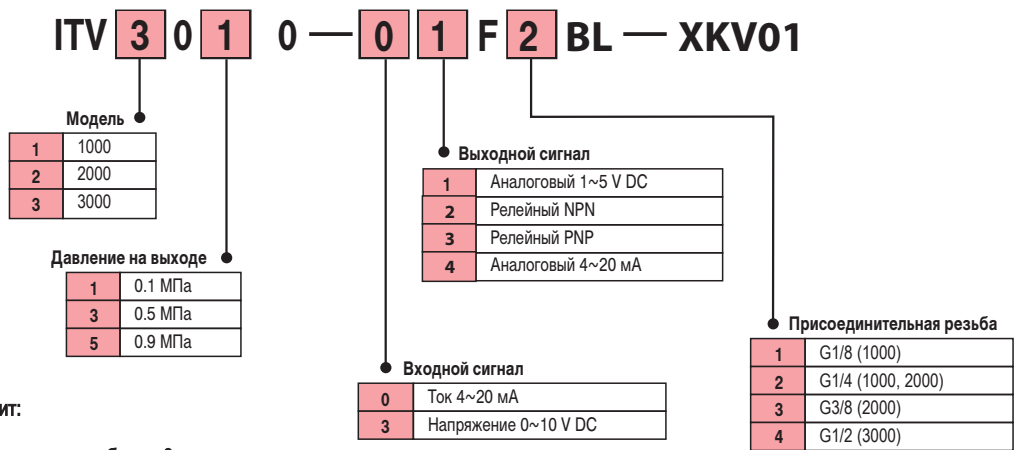 ITV 3 0 1 0 — 0 1 F 2 BL — XKV01
Модель
1 1000
2 2000
3 3000
Выходной сигнал
1 Аналоговый 1~5 V DC
2 Релейный NPN
3 Релейный PNP
4 Аналоговый 4~20 мА
Давление на выходе
1 0.1 МПа
3 0.5 МПа
5 0.9 МПа
Присоединительная резьба
1 G1/8 (1000)
2 G1/4 (1000, 2000)
3 G3/8 (2000)
4 G1/2 (3000)
Входной сигнал
0 Ток 4~20 мА
3 Напряжение 0~10 V DC
ит: